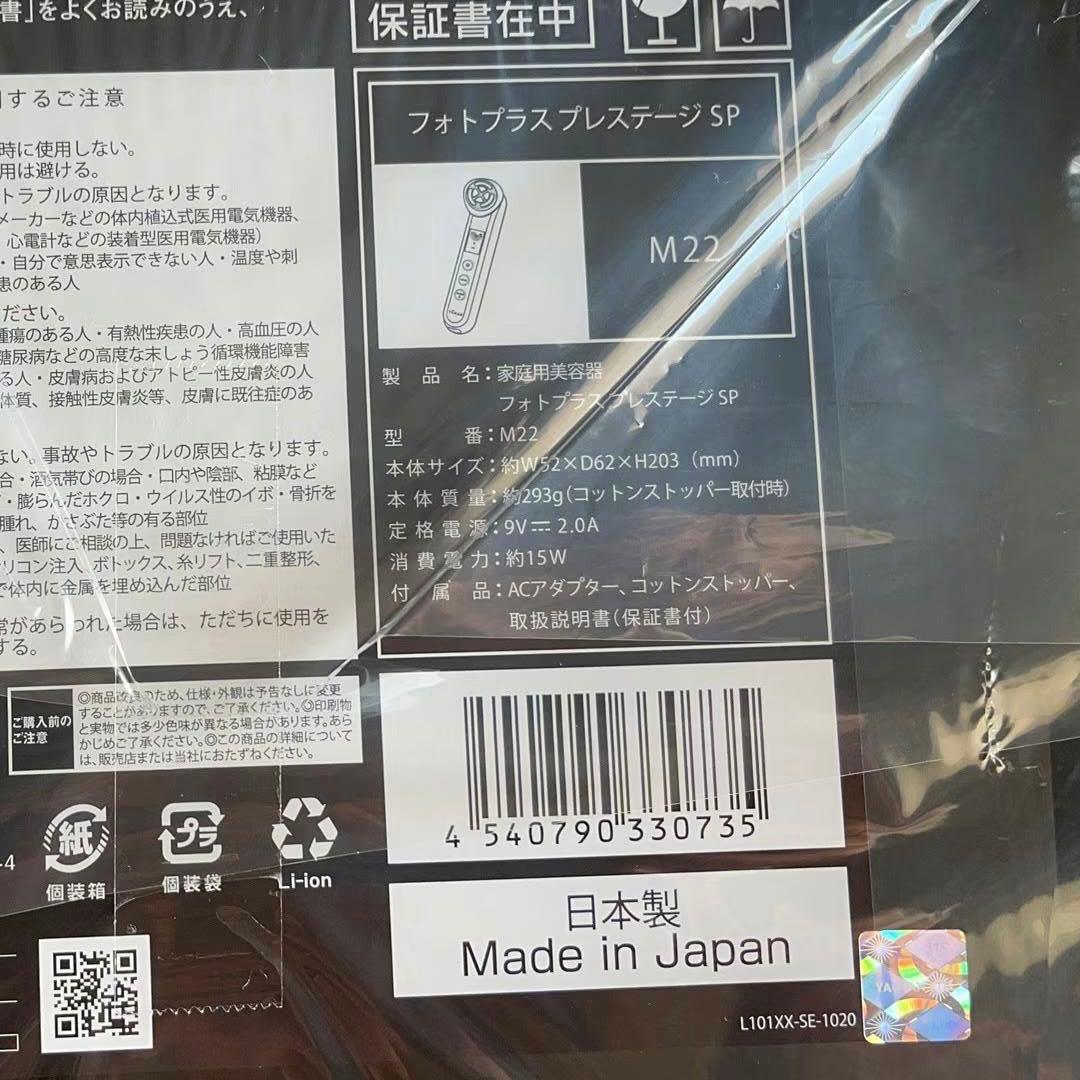 書」をよくお読みのうえ、
保証書在中
するご注意
時に使用しない。
用は避ける。
トラブルの原因となります。
メーカーなどの体内植込式医用電気機器、
心電計などの装着型医用電気機器)
・自分で意思表示できない人・温度や刺
患のある人
ださい。
腫瘍のある人・有熱性疾患の人・高血圧の人
糖尿病などの高度な末しょう循環機能障害
る人・皮膚病およびアトピー性皮膚炎の人
体質、接触性皮膚炎等、皮膚に既往症のあ
ない。事故やトラブルの原因となります。
合・酒気帯びの場合・口内や陰部、粘膜など
・膨らんだホクロ・ウイルス性のイボ・骨折を
腫れ、かさぶた等の有る部位
、医師にご相談の上、問題なければご使用いた
シリコン注入、ボトックス、糸リフト、二重整形、
で体内に金属を埋め込んだ部位
常があらわれた場合は、ただちに使用を
する。
フォトプラス プレステージ SP
M22
製品名:家庭用美容器
フォトプラス プレステージ SP
型番:M22
本体サイズ:約W52×D62×H203(mm)
本体質量:約293g(コットンストッパー取付時)
定格電源:9V⎓2.0A
消費電力:約15W
付属品:ACアダプター、コットンストッパー、
取扱説明書(保証書付)
ご購入前の
ご注意
◎商品改良のため、仕様・外観は予告なしに変更
することがありますので、ご了承ください。◎印刷物
と実物では多少色味が異なる場合があります。あら
かじめご了承ください。◎この商品の詳細について
は、販売店または当社におたずねください。
4 540790 330735
紙
個装箱
プラ
個装袋
Li-ion
-4
日本製
Made in Japan
L101XX-SE-1020